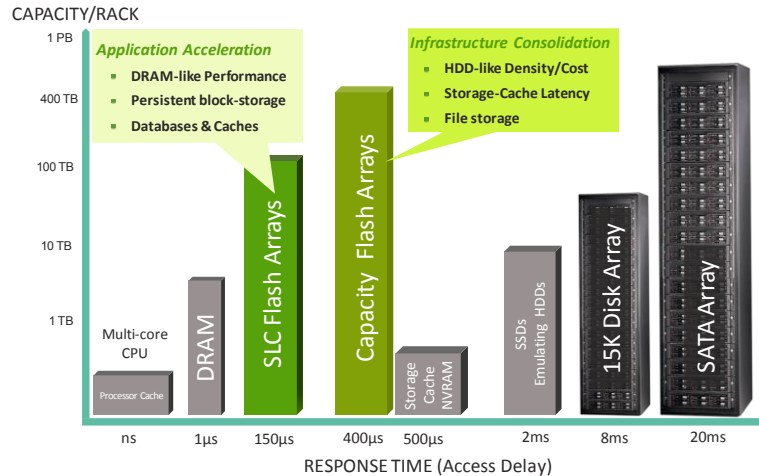 CAPACITY/RACK
1 PB
400 TB
100 TB
10 TB
1 TB
Application Acceleration
DRAM-like Performance
Persistent block-storage
Databases & Caches
Infrastructure Consolidation
HDD-like Density/Cost
Storage-Cache Latency
File storage
Multi-core
CPU
Processor Cache
DRAM
SLC Flash Arrays
Capacity Flash Arrays
Storage
Cache
NVRAM
SSDs
Emulating HDDs
15K Disk Array
SATA Array
ns
1µs
150µs
400µs
500µs
2ms
8ms
20ms
RESPONSE TIME (Access Delay)